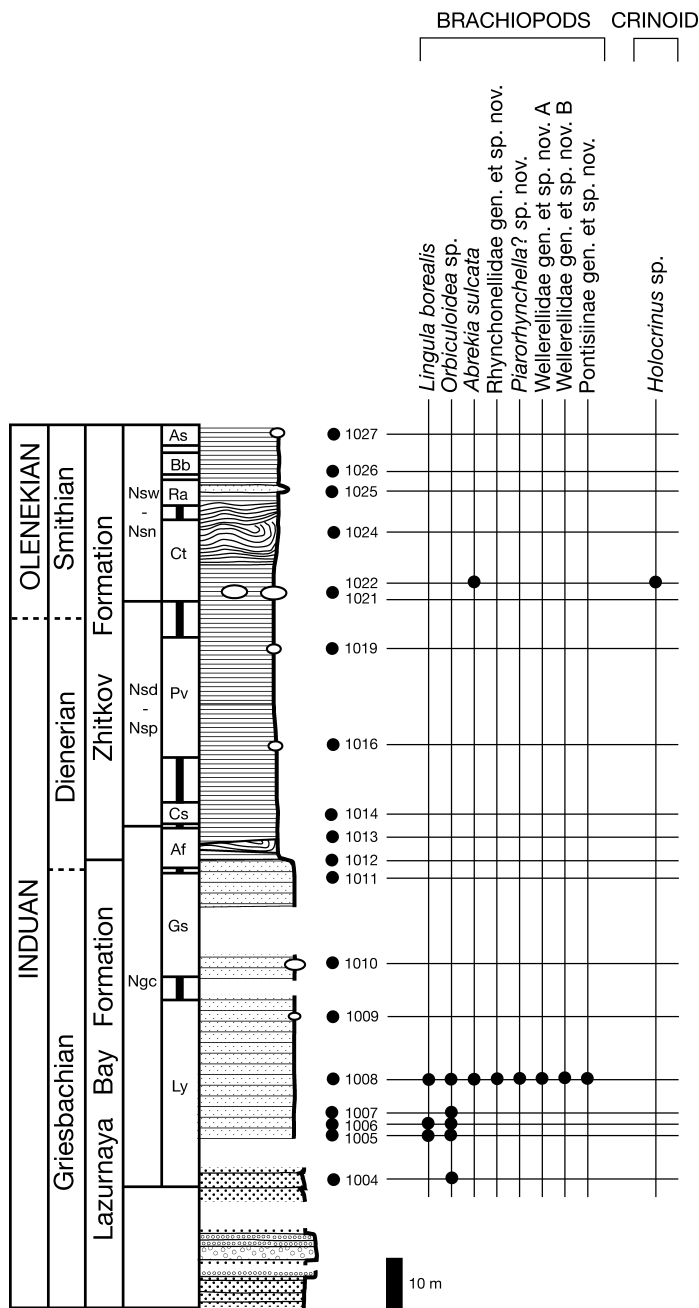 BRACHIOPODS
CRINOID
Lingula borealis
Orbiculoidea sp.
Abrekia sulcata
Rhynchonellidae gen. et sp. nov.
Piarorhynchella? sp. nov.
Wellerellidae gen. et sp. nov. A
Wellerellidae gen. et sp. nov. B
Pontisiinae gen. et sp. nov.
Holocrinus sp.
OLENEKIAN
INDUAN
Smithian
Dienerian
Griesbachian
Zhitkov Formation
Lazurnaya Bay Formation
Nsw
-
Nsn
Nsd
-
Nsp
Ngc
As
Bb
Ra
Ct
Pv
Cs
Af
Gs
Ly
1027
1026
1025
1024
1022
1021
1019
1016
1014
1013
1012
1011
1010
1009
1008
1007
1006
1005
1004
10 m